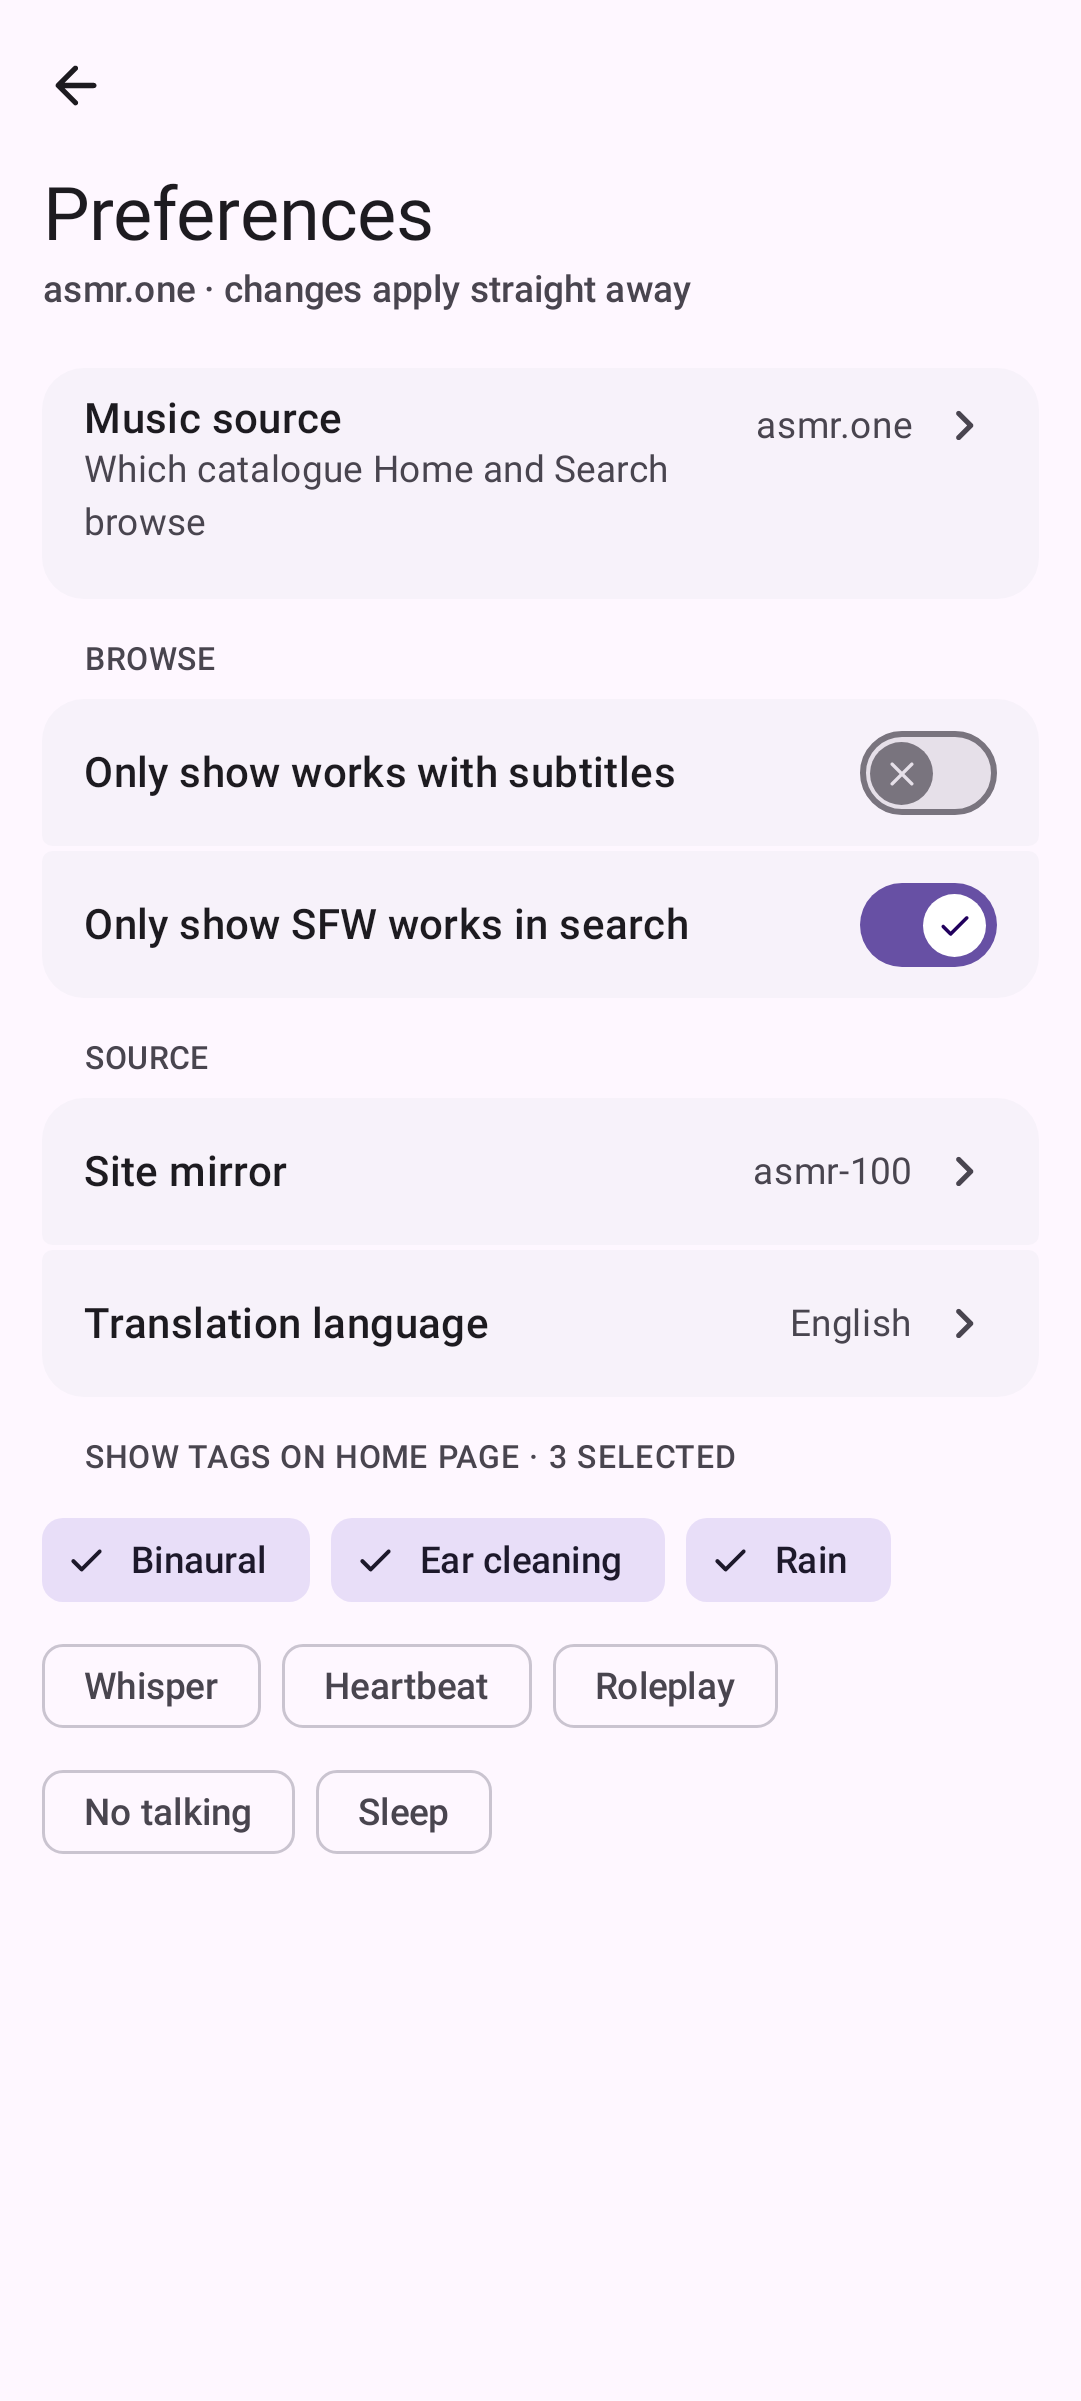 Preferences
asmr.one · changes apply straight away
Music source
asmr.one
Which catalogue Home and Search
browse
BROWSE
Only show works with subtitles
Only show SFW works in search
SOURCE
Site mirror
asmr-100
Translation language
English
SHOW TAGS ON HOME PAGE · 3 SELECTED
Binaural
Ear cleaning
Rain
Whisper
Heartbeat
Roleplay
No talking
Sleep